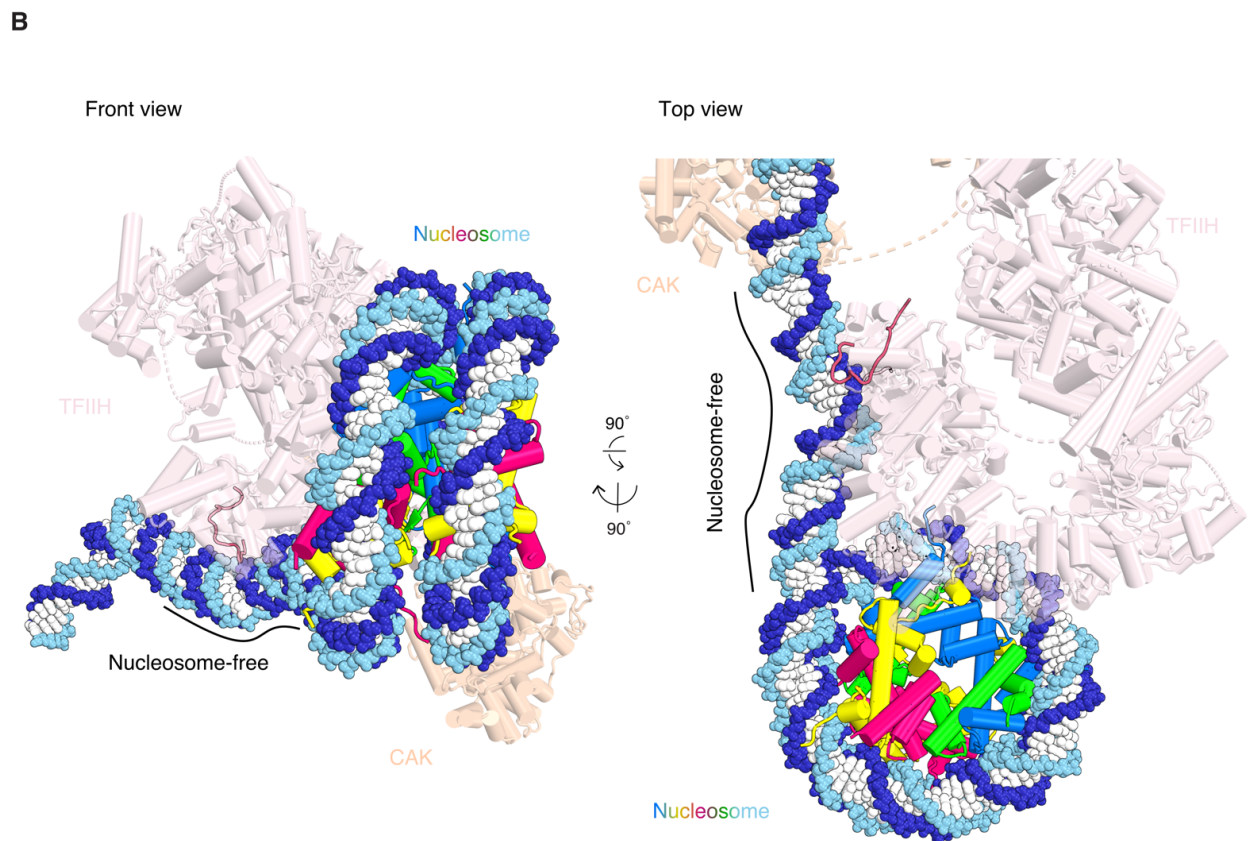 B
Front view
Top view
Nucleosome
TFIIH
CAK
TFIIH
90°
90°
Nucleosome-free
Nucleosome-free
CAK
Nucleosome